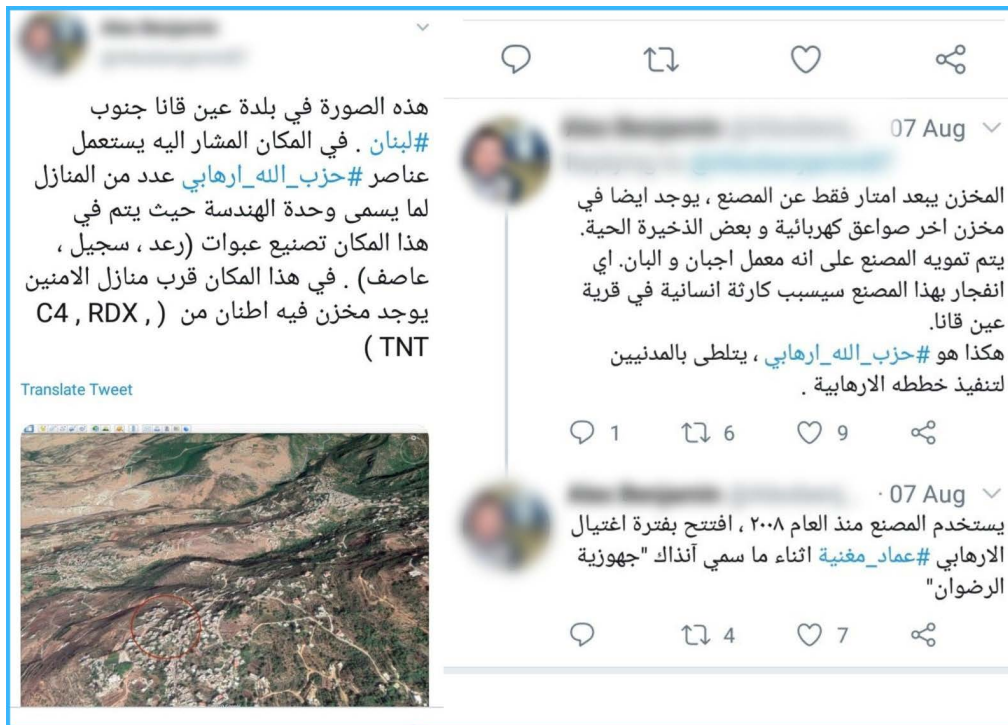 هذه الصورة في بلدة عين قانا جنوب
#لبنان . في المكان المشار اليه يستعمل
عناصر #حزب_الله_ارهابي عدد من المنازل
لما يسمى وحدة الهندسة حيث يتم في
هذا المكان تصنيع عبوات (رعد ، سجيل ،
عاصف) . في هذا المكان قرب منازل الامنين
يوجد مخزن فيه اطنان من ( , C4 , RDX
TNT )
Translate Tweet
07 Aug
المخزن يبعد امتار فقط عن المصنع ، يوجد ايضا في
مخزن اخر صواعق كهربائية و بعض الذخيرة الحية.
يتم تمويه المصنع على انه معمل اجبان و البان. اي
انفجار بهذا المصنع سيسبب كارثة انسانية في قرية
عين قانا.
هكذا هو #حزب_الله_ارهابي ، يتلطى بالمدنيين
لتنفيذ خططه الارهابية .
1 6 9
· 07 Aug
يستخدم المصنع منذ العام ٢٠٠٨ ، افتتح بفترة اغتيال
الارهابي #عماد_مغنية اثناء ما سمي آنذاك "جهوزية
الرضوان"
4 7